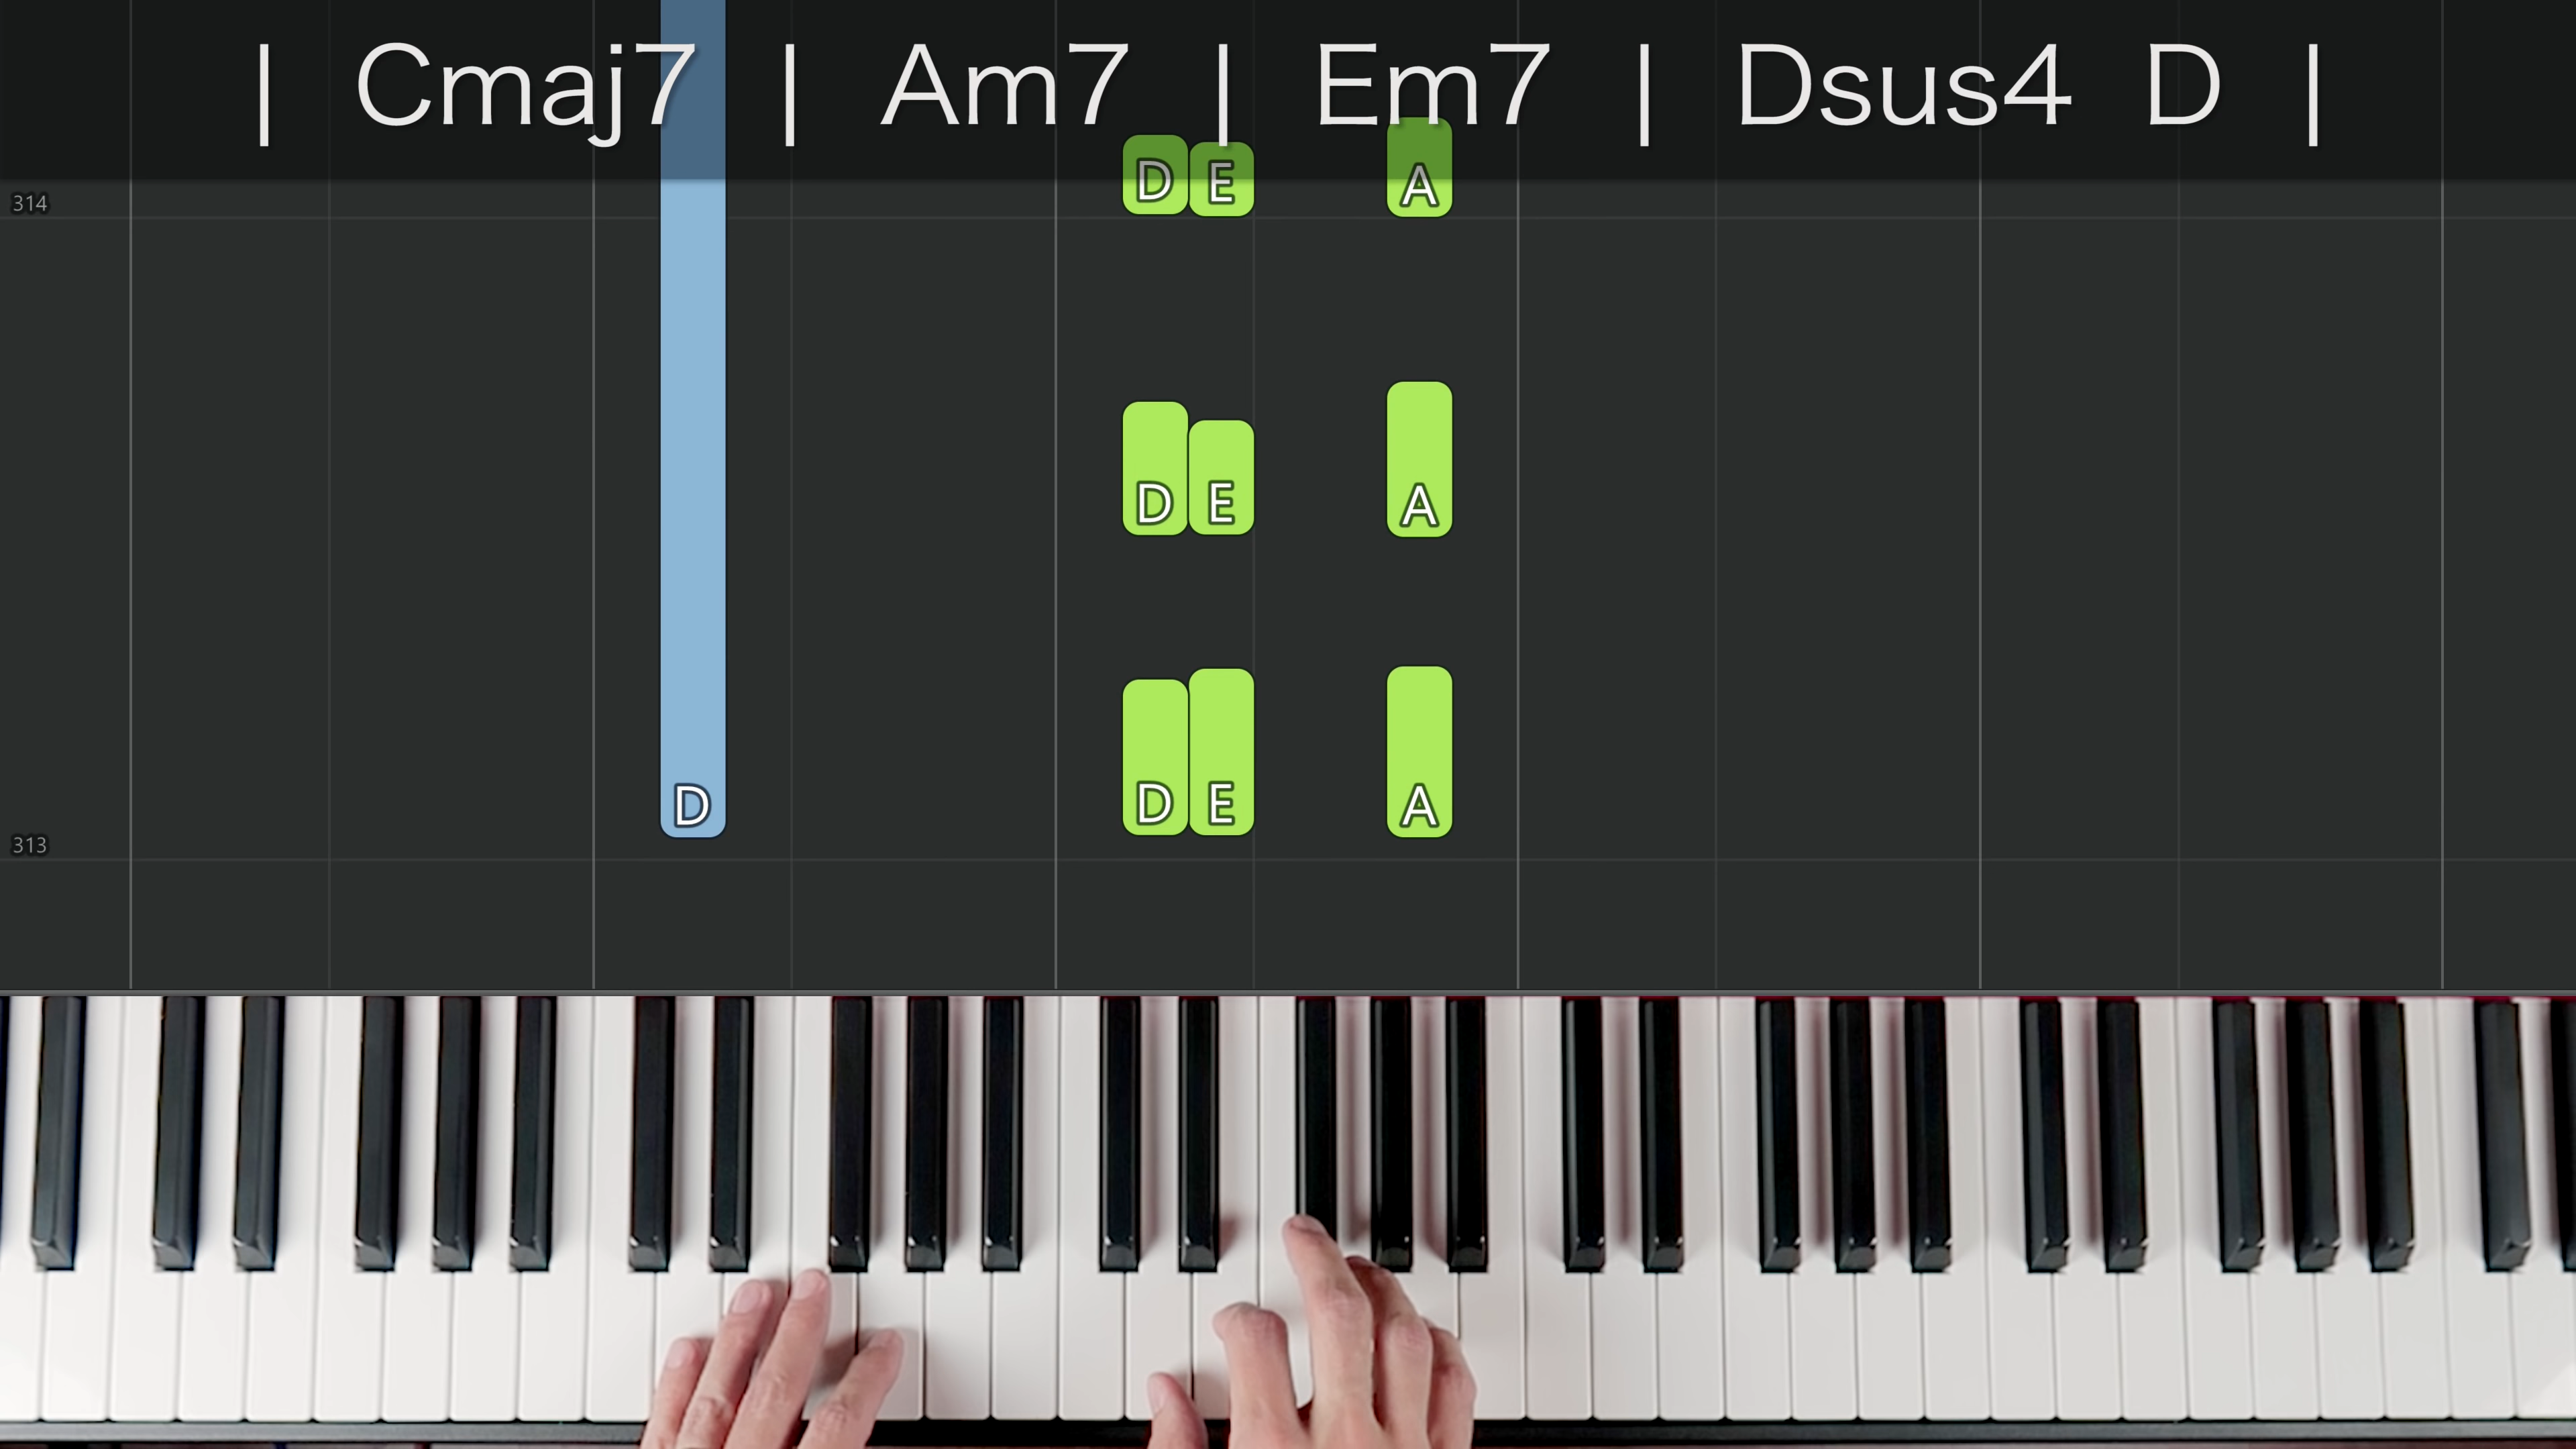 | Cmaj7 | Am7 | Em7 | Dsus4 D |
314
D E A
D E A
D D E A
313